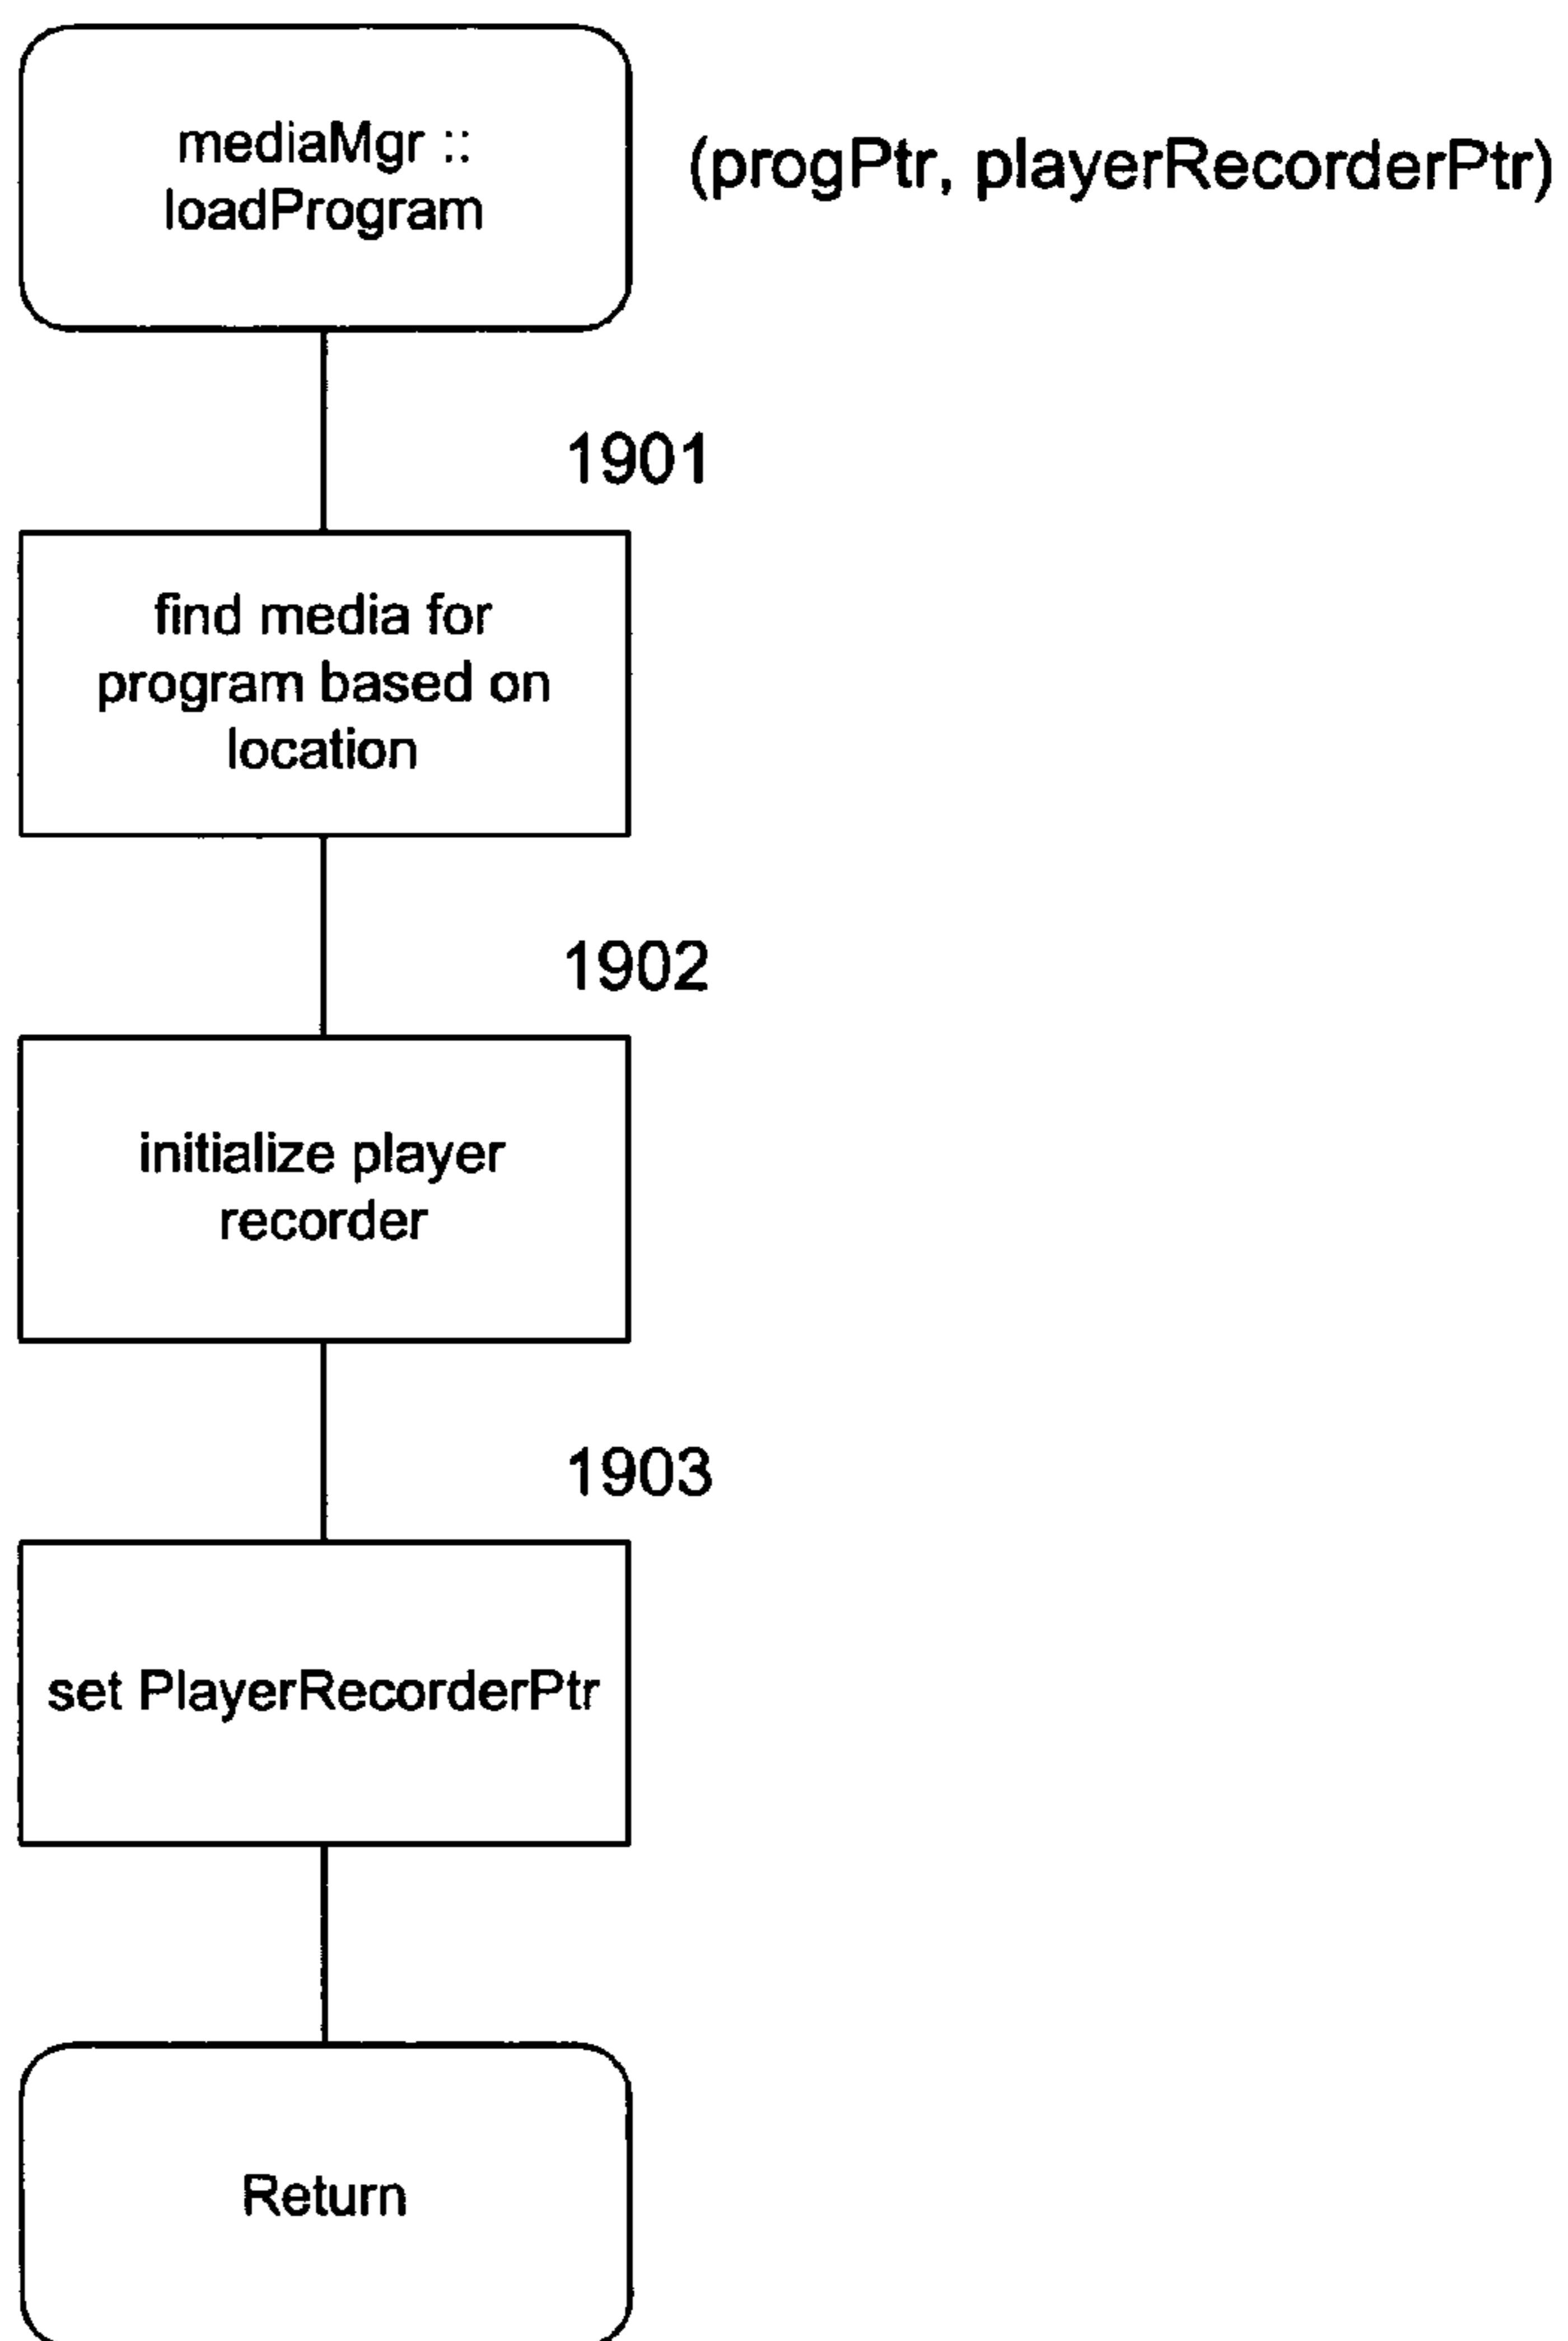 mediaMgr ::
loadProgram
(progPtr, playerRecorderPtr)
1901
find media for
program based on
location
1902
initialize player
recorder
1903
set PlayerRecorderPtr
Return